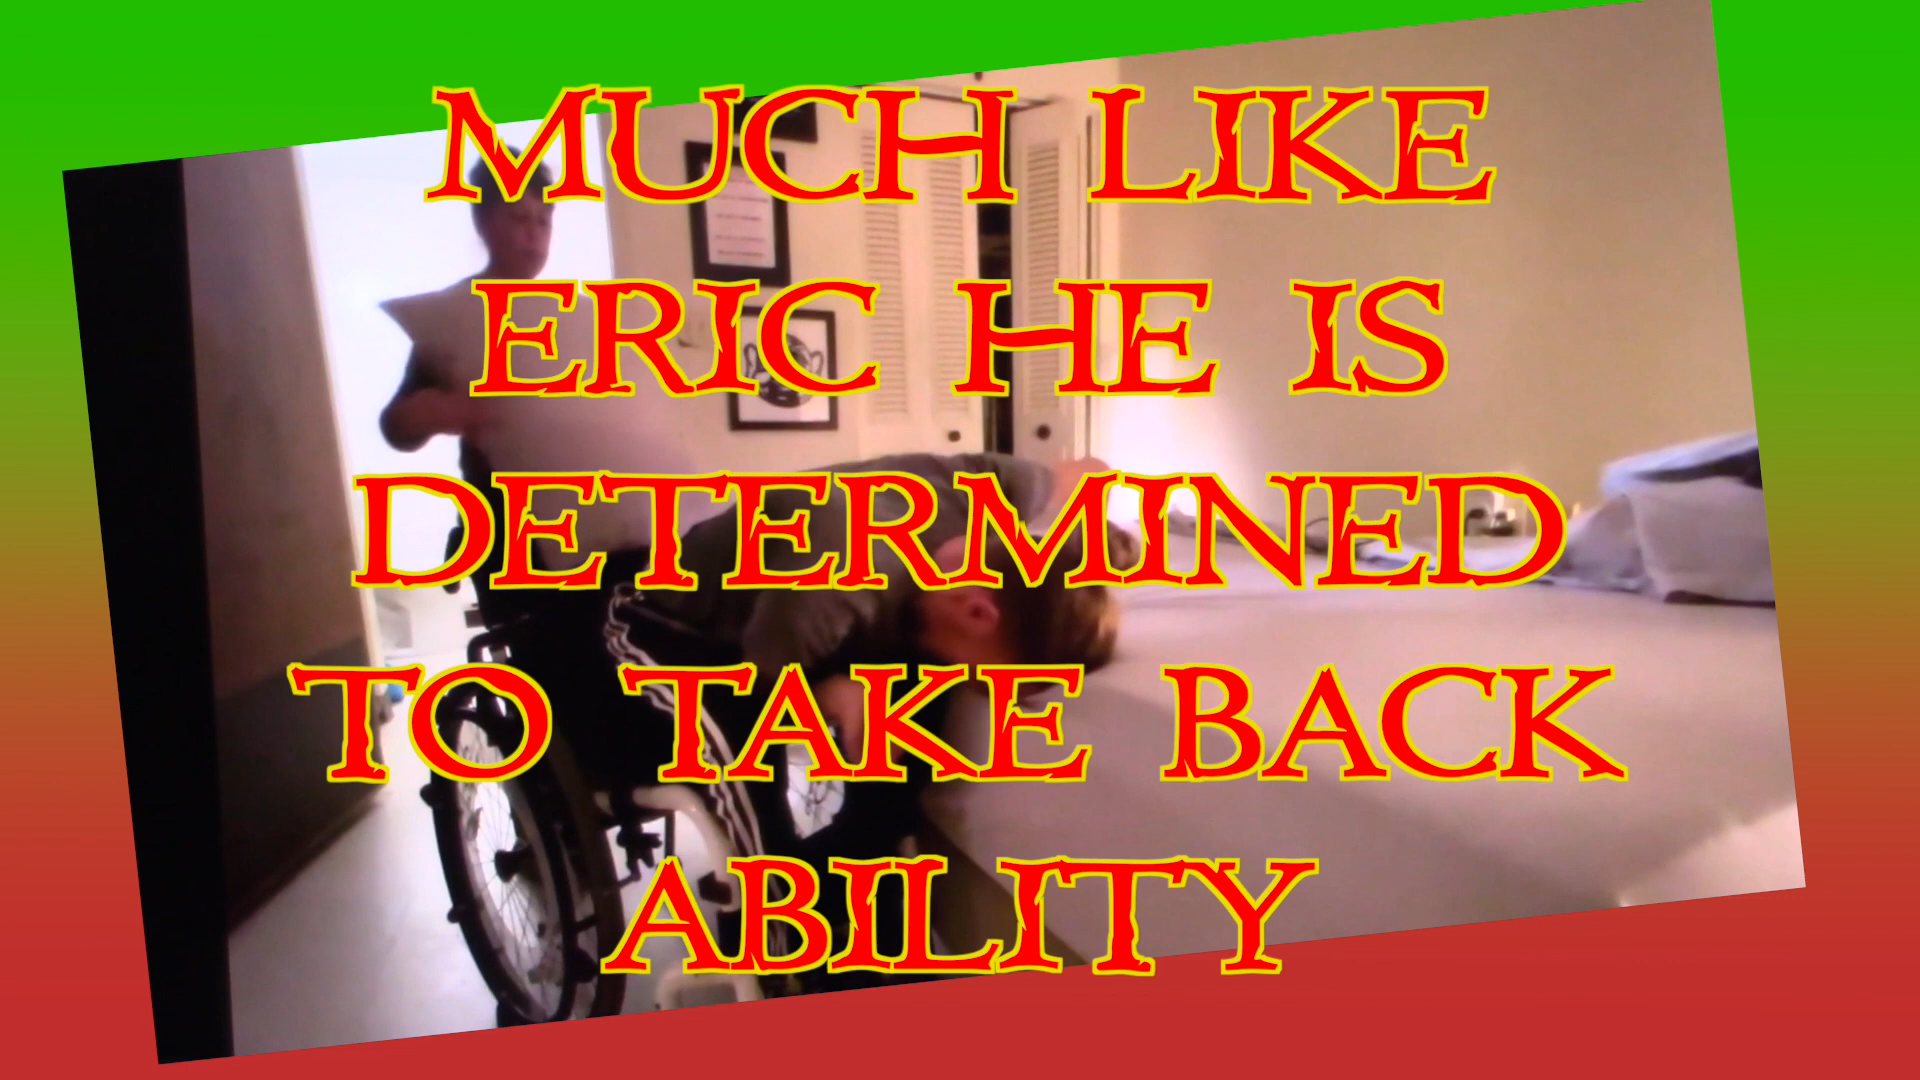 MUCH LIKE
ERIC HE IS
DETERMINED
TO TAKE BACK
ABILITY